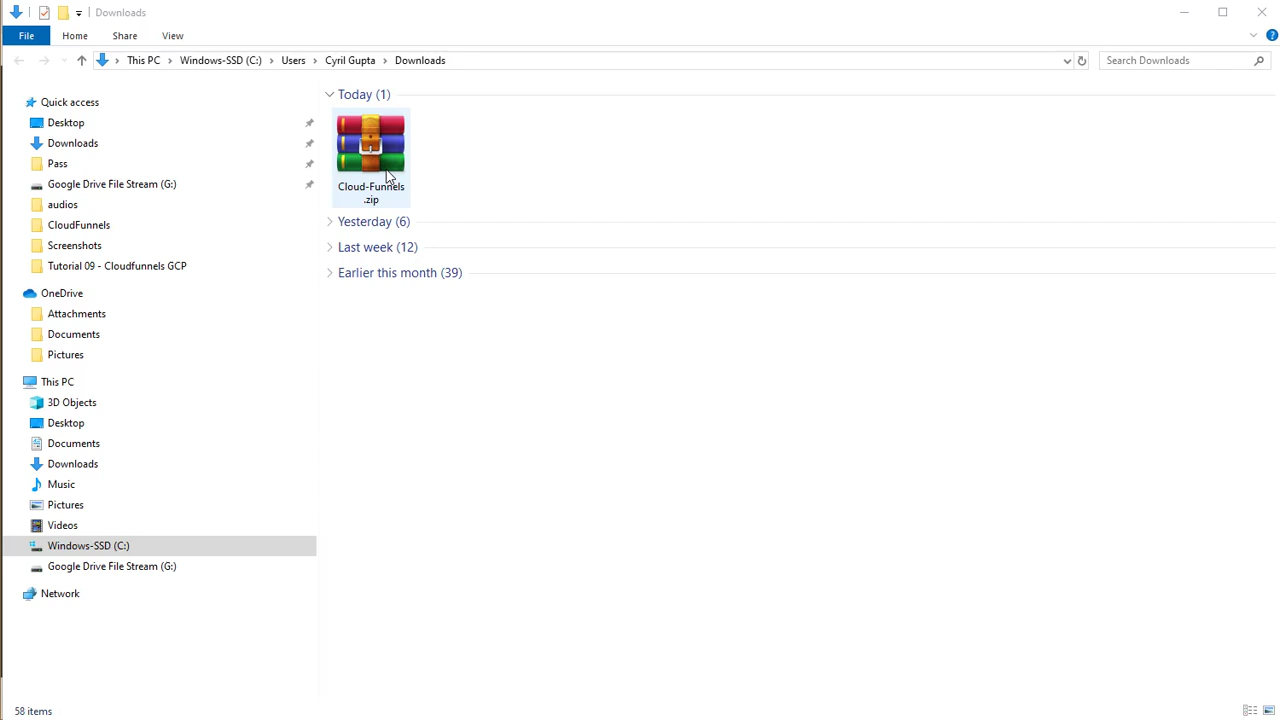 Downloads
File Home Share View
This PC Windows-SSD (C:) Users Cyril Gupta Downloads
Search Downloads
Quick access
Desktop
Downloads
Pass
Google Drive File Stream (G:)
audios
CloudFunnels
Screenshots
Tutorial 09 - Cloudfunnels GCP
OneDrive
Attachments
Documents
Pictures
This PC
3D Objects
Desktop
Documents
Downloads
Music
Pictures
Videos
Windows-SSD (C:)
Google Drive File Stream (G:)
Network
Today (1)
Cloud-Funnels
.zip
Yesterday (6)
Last week (12)
Earlier this month (39)
58 items